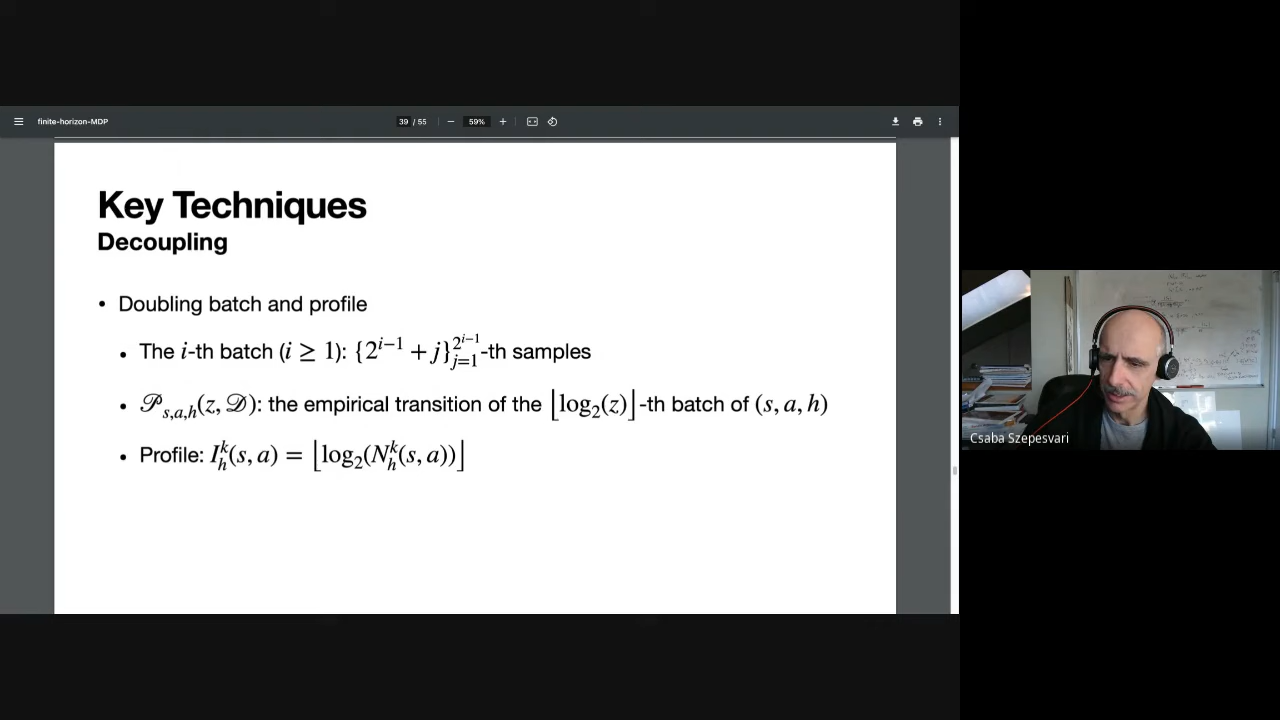 finite-horizon-MDP
39 / 55
59%
Key Techniques
Decoupling
• Doubling batch and profile
• The i-th batch (i ≥ 1): {2^{i−1} + j}_{j=1}^{2^{i−1}}-th samples
• 𝒫_{s,a,h}(z, 𝒟): the empirical transition of the ⌊log₂(z)⌋-th batch of (s, a, h)
• Profile: I_h^k(s, a) = ⌊log₂(N_h^k(s, a))⌋
Csaba Szepesvari